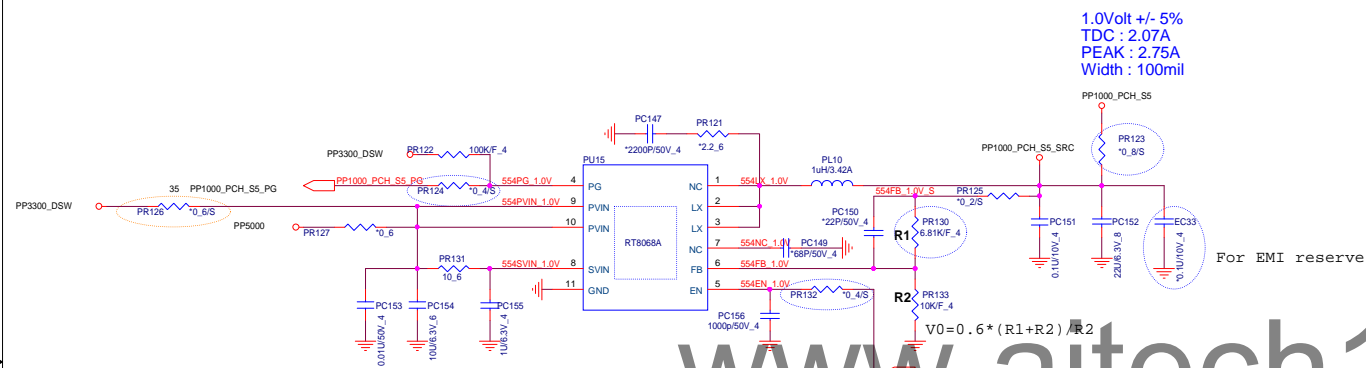 1.0Volt +/- 5%
TDC : 2.07A
PEAK : 2.75A
Width : 100mil
PP1000_PCH_S5
PC147
*2200P/50V_4
PR121
*2.2_6
PR123
*0_8/S
PP3300_DSW
PR122
100K/F_4
PU15
PL10
1uH/3.42A
PP1000_PCH_S5_SRC
35
PP1000_PCH_S5_PG
PP1000_PCH_S5_PG
PR124
*0_4/S
554PG_1.0V
4
PG
NC
1
554LX_1.0V
554FB_1.0V_S
PR125
*0_2/S
PP3300_DSW
PR126
*0_6/S
554PVIN_1.0V
9
PVIN
LX
2
PP5000
PR127
*0_6
10
PVIN
LX
3
PC150
*22P/50V_4
R1
PR130
6.81K/F_4
PC151
0.1U/10V_4
PC152
22U/6.3V_8
EC33
*0.1U/10V_4
For EMI reserve
RT8068A
NC
7
554NC_1.0V
PC149
*68P/50V_4
PR131
10_6
554SVIN_1.0V
8
SVIN
FB
6
554FB_1.0V
11
GND
EN
5
554EN_1.0V
PR132
*0_4/S
R2
PR133
10K/F_4
PC153
0.01U/50V_4
PC154
10U/6.3V_6
PC155
1U/6.3V_4
PC156
1000p/50V_4
V0=0.6*(R1+R2)/R2
www.aitech1